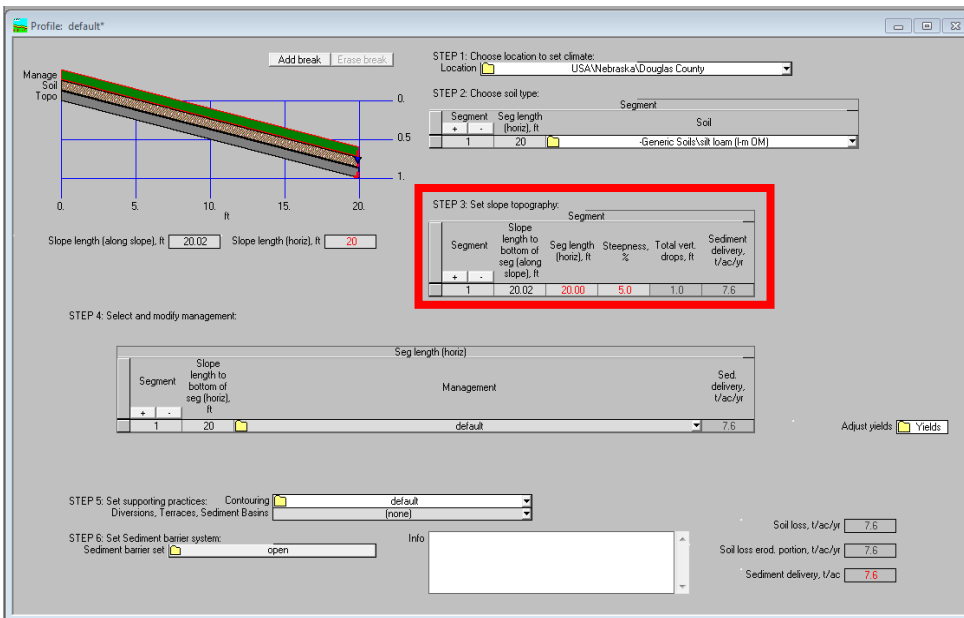 Profile: default*
Add break Erase break
Manage
Soil
Topo
0.
0.5
1.
0. 5. 10. 15. 20.
ft
Slope length (along slope), ft 20.02 Slope length (horiz), ft 20
STEP 1: Choose location to set climate:
Location USA\Nebraska\Douglas County
STEP 2: Choose soil type:
Segment
Segment Seg length (horiz), ft Soil
+ -
1 20 -Generic Soils\silt loam (l-m OM)
STEP 3: Set slope topography:
Segment
Segment Slope length to bottom of seg (along slope), ft Seg length (horiz), ft Steepness, % Total vert. drops, ft Sediment delivery, t/ac/yr
+ -
1 20.02 20.00 5.0 1.0 7.6
STEP 4: Select and modify management:
Seg length (horiz)
Segment Slope length to bottom of seg (horiz), ft Management Sed. delivery, t/ac/yr
+ -
1 20 default 7.6
Adjust yields Yields
STEP 5: Set supporting practices: Contouring default
Diversions, Terraces, Sediment Basins (none)
STEP 6: Set Sediment barrier system:
Sediment barrier set open
Info
Soil loss, t/ac/yr 7.6
Soil loss erod. portion, t/ac/yr 7.6
Sediment delivery, t/ac 7.6